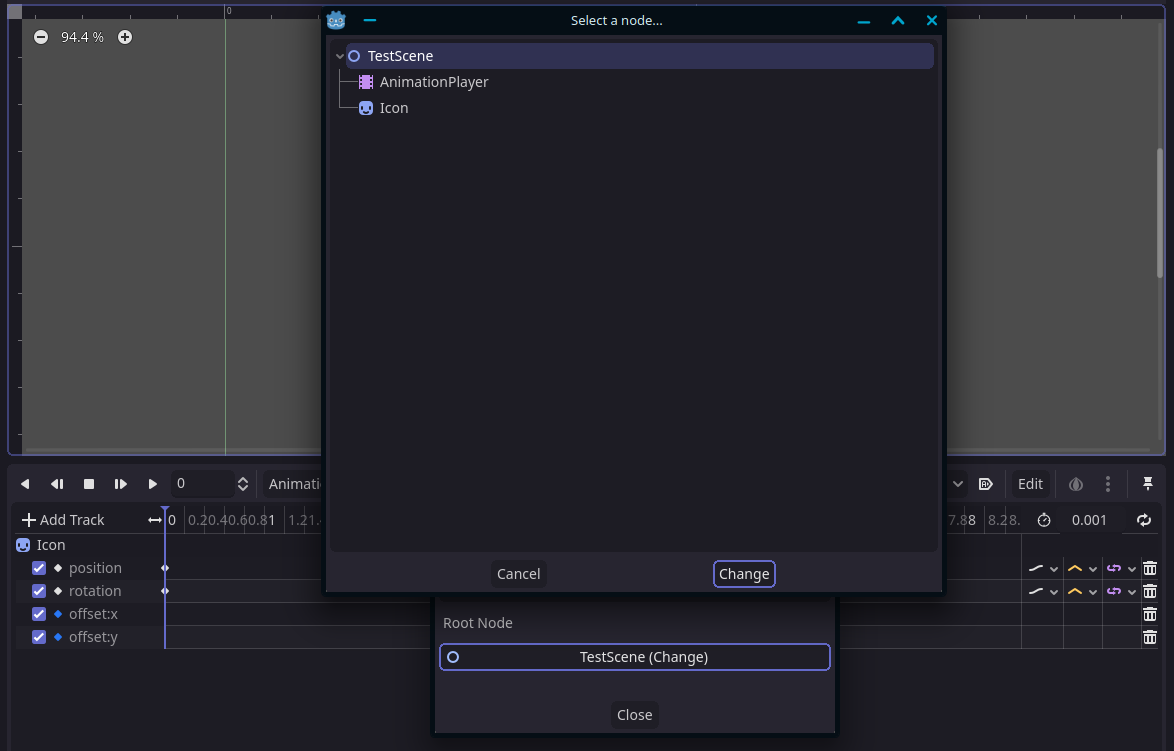 Select a node...
0
94.4 %
TestScene
AnimationPlayer
Icon
Cancel
Change
0
Edit
Add Track
0
0.20.40.60.81
1.21.
7.88
8.28.
0.001
Icon
position
rotation
offset:x
offset:y
Root Node
TestScene (Change)
Close